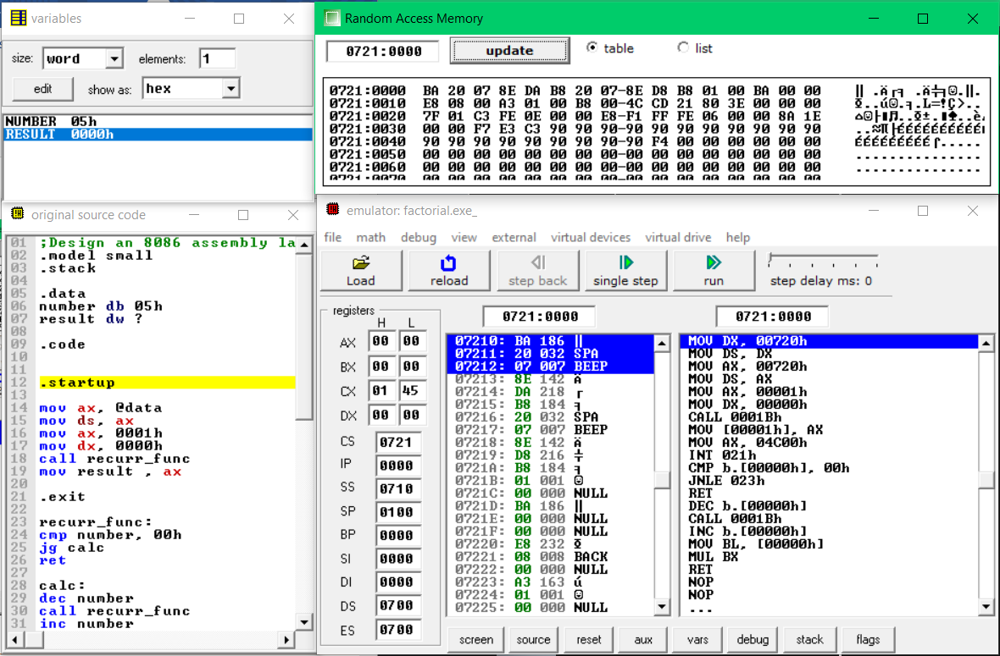 variables
size: word elements: 1
edit show as: hex
NUMBER 05h
RESULT 0000h
Random Access Memory
0721:0000 update table list
0721:0000 BA 20 07 8E DA B8 20 07-8E D8 B8 01 00 BA 00 00
0721:0010 E8 08 00 A3 01 00 B8 00-4C CD 21 80 3E 00 00 00
0721:0020 7F 01 C3 FE 0E 00 00 E8-F1 FF FE 06 00 00 8A 1E
0721:0030 00 00 F7 E3 C3 90 90 90-90 90 90 90 90 90 90 90
0721:0040 90 90 90 90 90 90 90 90-90 F4 00 00 00 00 00 00
0721:0050 00 00 00 00 00 00 00 00-00 00 00 00 00 00 00 00
0721:0060 00 00 00 00 00 00 00 00-00 00 00 00 00 00 00 00
0721:0070 00 00 00 00 00 00 00 00-00 00 00 00 00 00 00 00
original source code
01 ;Design an 8086 assembly la
02 .model small
03 .stack
04
05 .data
06 number db 05h
07 result dw ?
08
09 .code
10
11
12 .startup
13
14 mov ax, @data
15 mov ds, ax
16 mov ax, 0001h
17 mov dx, 0000h
18 call recurr_func
19 mov result , ax
20
21 .exit
22
23 recurr_func:
24 cmp number, 00h
25 jg calc
26 ret
27
28 calc:
29 dec number
30 call recurr_func
31 inc number
emulator: factorial.exe_
file math debug view external virtual devices virtual drive help
Load reload step back single step run step delay ms: 0
registers
H L
AX 00 00
BX 00 00
CX 01 45
DX 00 00
CS 0721
IP 0000
SS 0710
SP 0100
BP 0000
SI 0000
DI 0000
DS 0700
ES 0700
0721:0000
07210: BA 186 ║
07211: 20 032 SPA
07212: 07 007 BEEP
07213: 8E 142 Ä
07214: DA 218 ┌
07215: B8 184 ╕
07216: 20 032 SPA
07217: 07 007 BEEP
07218: 8E 142 Ä
07219: D8 216 ╪
0721A: B8 184 ╕
0721B: 01 001 ☺
0721C: 00 000 NULL
0721D: BA 186 ║
0721E: 00 000 NULL
0721F: 00 000 NULL
07220: E8 232
07221: 08 008 BACK
07222: 00 000 NULL
07223: A3 163 ú
07224: 01 001 ☺
07225: 00 000 NULL
0721:0000
MOV DX, 00720h
MOV DS, DX
MOV AX, 00720h
MOV DS, AX
MOV AX, 00001h
MOV DX, 00000h
CALL 0001Bh
MOV [00001h], AX
MOV AX, 04C00h
INT 021h
CMP b.[00000h], 00h
JNLE 023h
RET
DEC b.[00000h]
CALL 0001Bh
INC b.[00000h]
MOV BL, [00000h]
MUL BX
RET
NOP
NOP
...
screen source reset aux vars debug stack flags